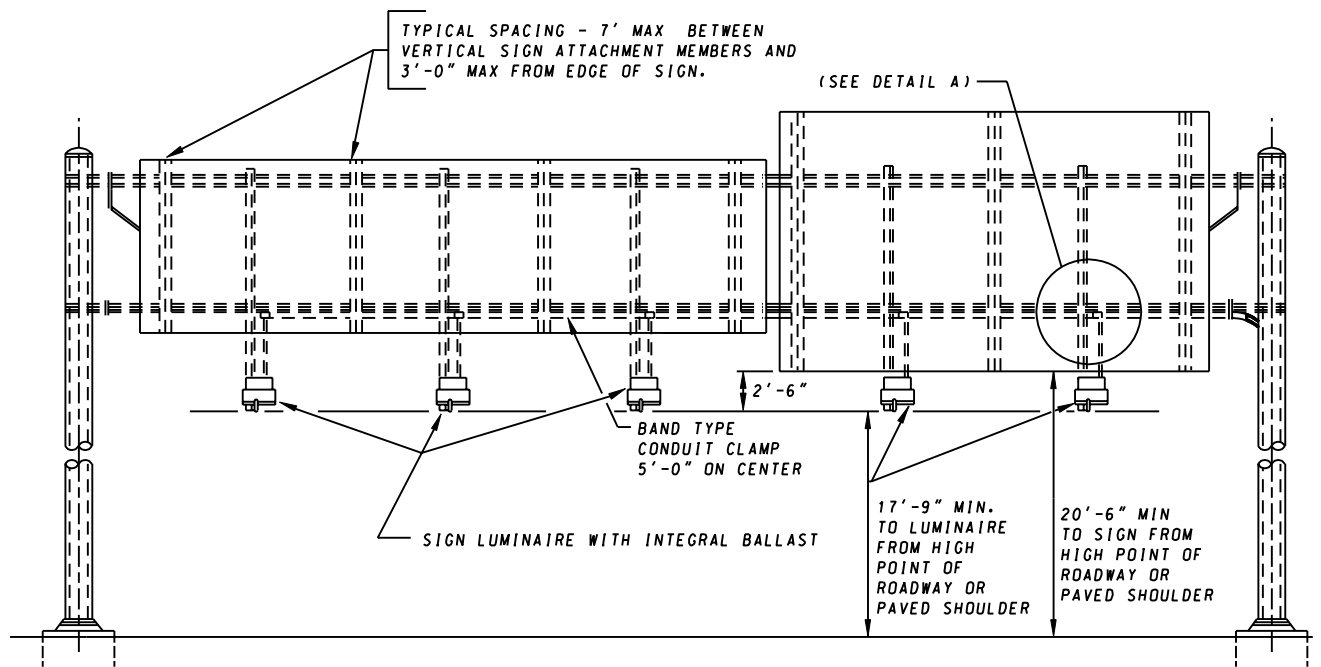 TYPICAL SPACING - 7' MAX BETWEEN
VERTICAL SIGN ATTACHMENT MEMBERS AND
3'-0" MAX FROM EDGE OF SIGN.
(SEE DETAIL A)
2'-6"
BAND TYPE
CONDUIT CLAMP
5'-0" ON CENTER
SIGN LUMINAIRE WITH INTEGRAL BALLAST
17'-9" MIN.
TO LUMINAIRE
FROM HIGH
POINT OF
ROADWAY OR
PAVED SHOULDER
20'-6" MIN
TO SIGN FROM
HIGH POINT OF
ROADWAY OR
PAVED SHOULDER